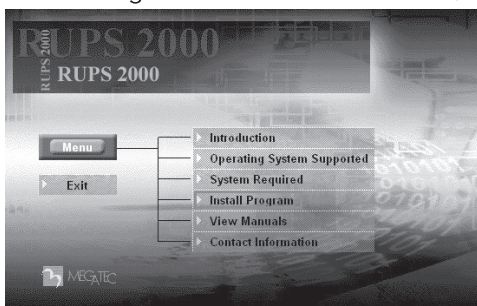 RUPS 2000
RUPS 2000
RUPS 2000
Menu
Introduction
Operating System Supported
System Required
Exit
Install Program
View Manuals
Contact Information
MEGATEC